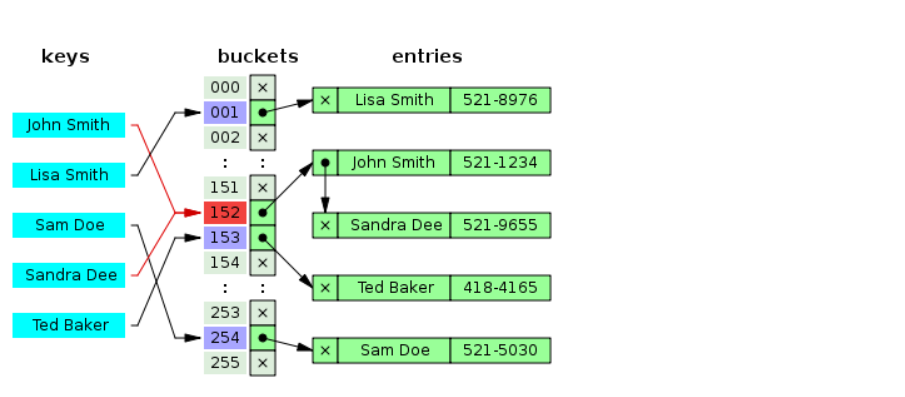 keys
buckets
entries
John Smith
Lisa Smith
Sam Doe
Sandra Dee
Ted Baker
000 ×
001
002 ×
: :
151 ×
152
153
154 ×
: :
253 ×
254
255 ×
× Lisa Smith 521-8976
John Smith 521-1234
× Sandra Dee 521-9655
× Ted Baker 418-4165
× Sam Doe 521-5030